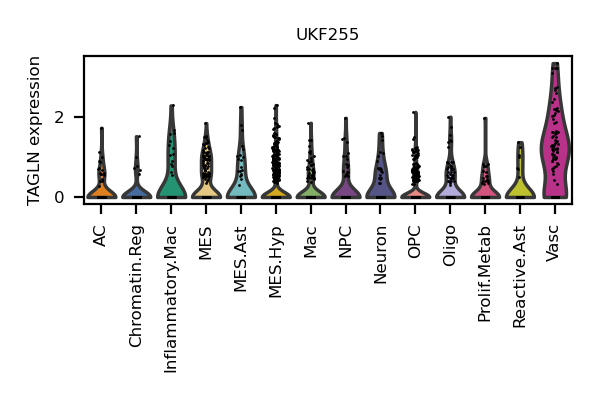 UKF255
TAGLN expression
2
0
AC
Chromatin.Reg
Inflammatory.Mac
MES
MES.Ast
MES.Hyp
Mac
NPC
Neuron
OPC
Oligo
Prolif.Metab
Reactive.Ast
Vasc